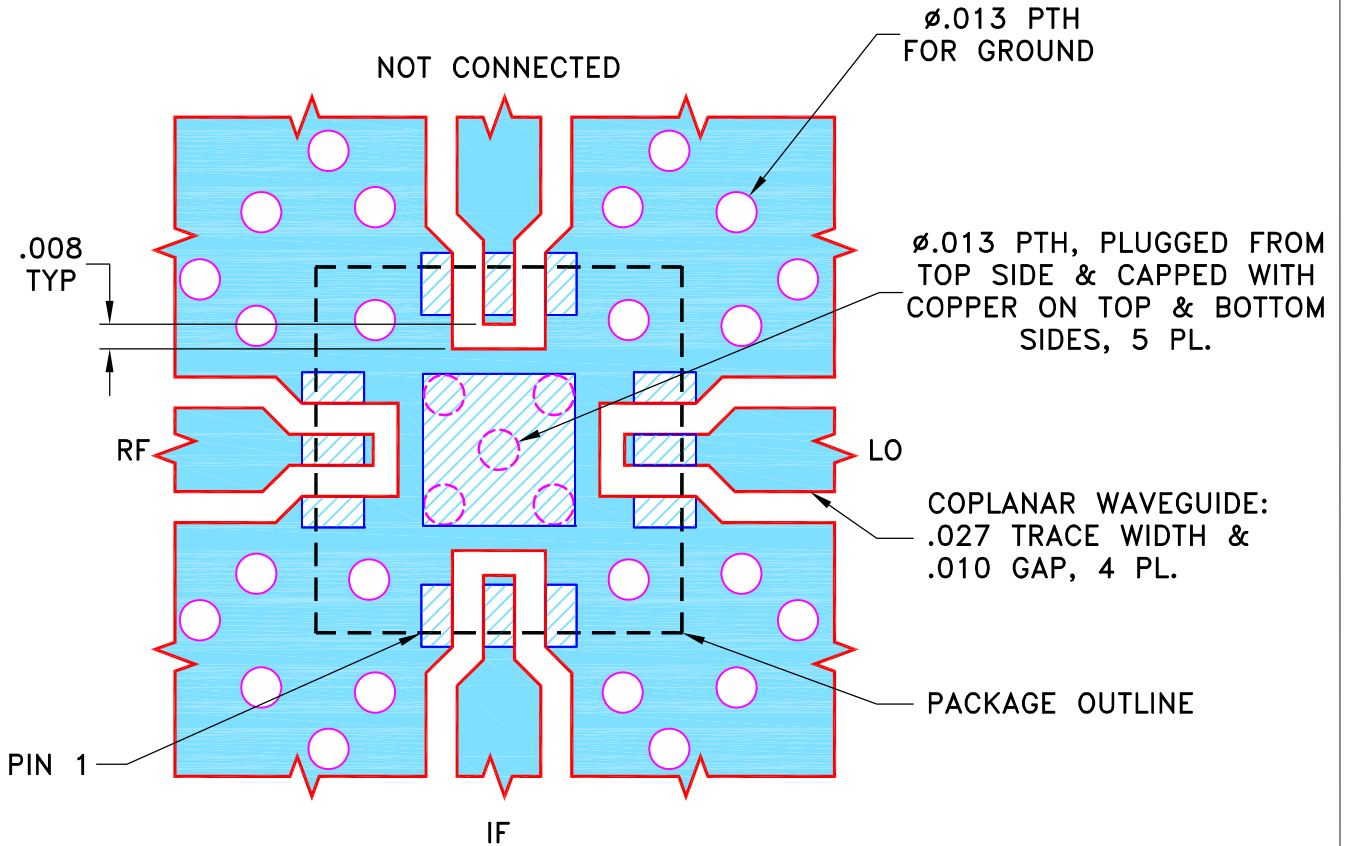 ø.013 PTH
FOR GROUND
NOT CONNECTED
.008
TYP
ø.013 PTH, PLUGGED FROM
TOP SIDE & CAPPED WITH
COPPER ON TOP & BOTTOM
SIDES, 5 PL.
RF
LO
COPLANAR WAVEGUIDE:
.027 TRACE WIDTH &
.010 GAP, 4 PL.
PACKAGE OUTLINE
PIN 1
IF